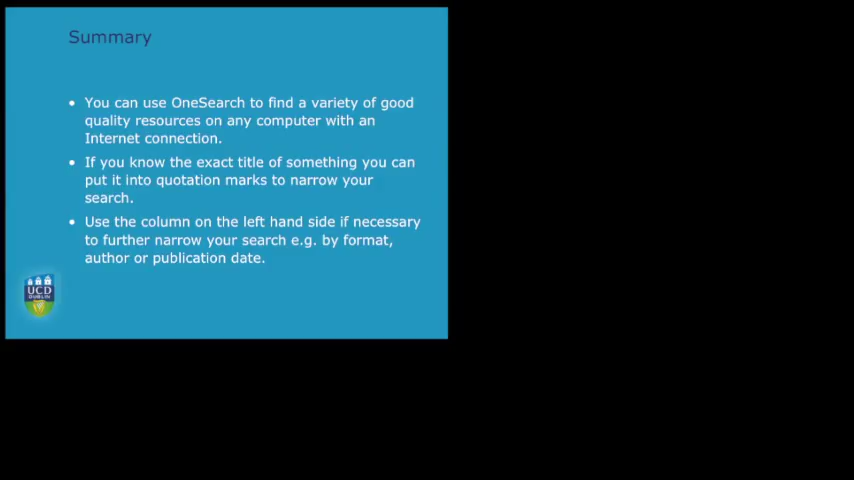 Summary
• You can use OneSearch to find a variety of good
quality resources on any computer with an
Internet connection.
• If you know the exact title of something you can
put it into quotation marks to narrow your
search.
• Use the column on the left hand side if necessary
to further narrow your search e.g. by format,
author or publication date.
UCD
DUBLIN